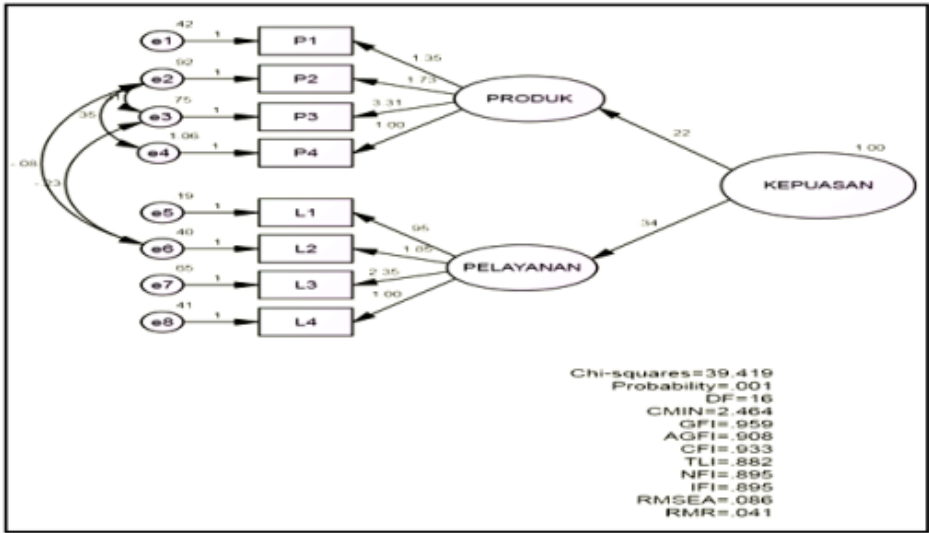 42
e1 1 P1
92
e2 1 P2
75
e3 1 P3
1.06
e4 1 P4
19
e5 1 L1
40
e6 1 L2
65
e7 1 L3
41
e8 1 L4
35
-.08
1.35
1.73
3.31
1.00
PRODUK
22
1.00
KEPUASAN
34
.95
1.85
2.35
1.00
PELAYANAN
Chi-squares=39.419
Probability=.001
DF=16
CMIN=2.464
GFI=.959
AGFI=.908
CFI=.933
TLI=.882
NFI=.895
IFI=.895
RMSEA=.086
RMR=.041